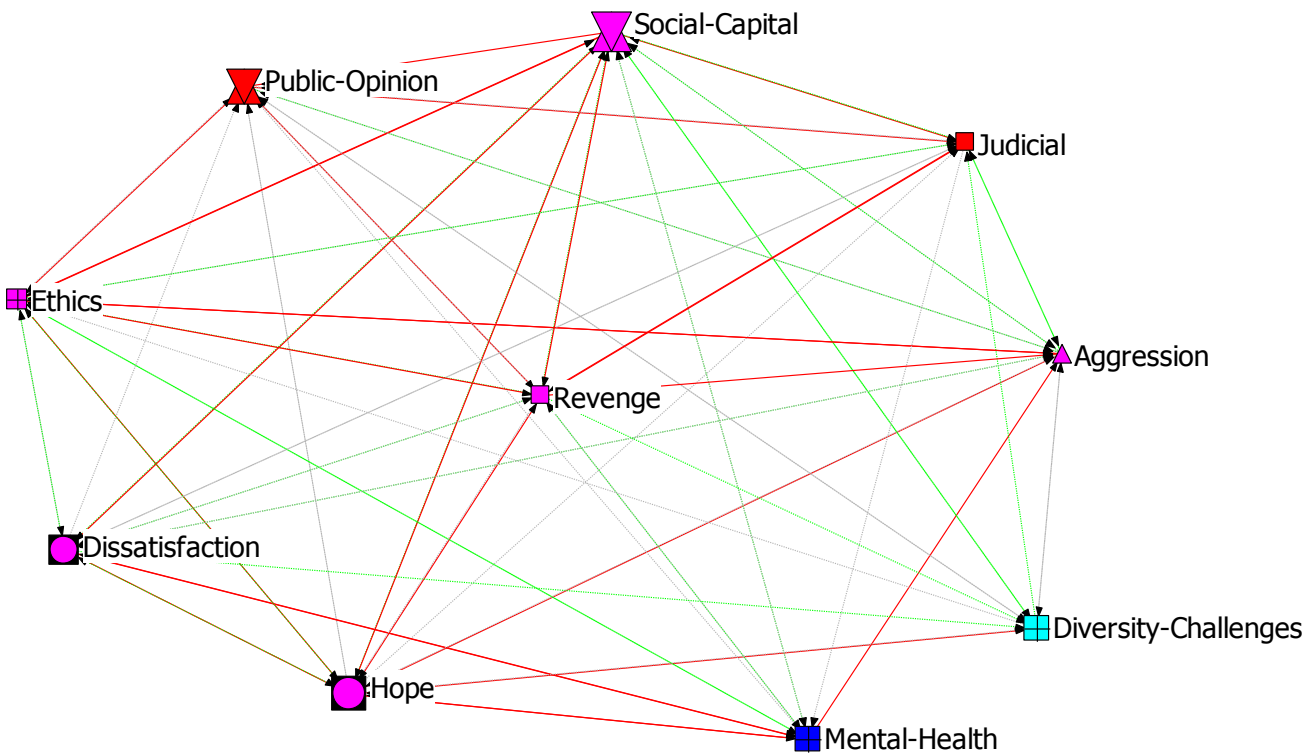 Social-Capital
Public-Opinion
Judicial
Ethics
Aggression
Revenge
Dissatisfaction
Diversity-Challenges
Hope
Mental-Health